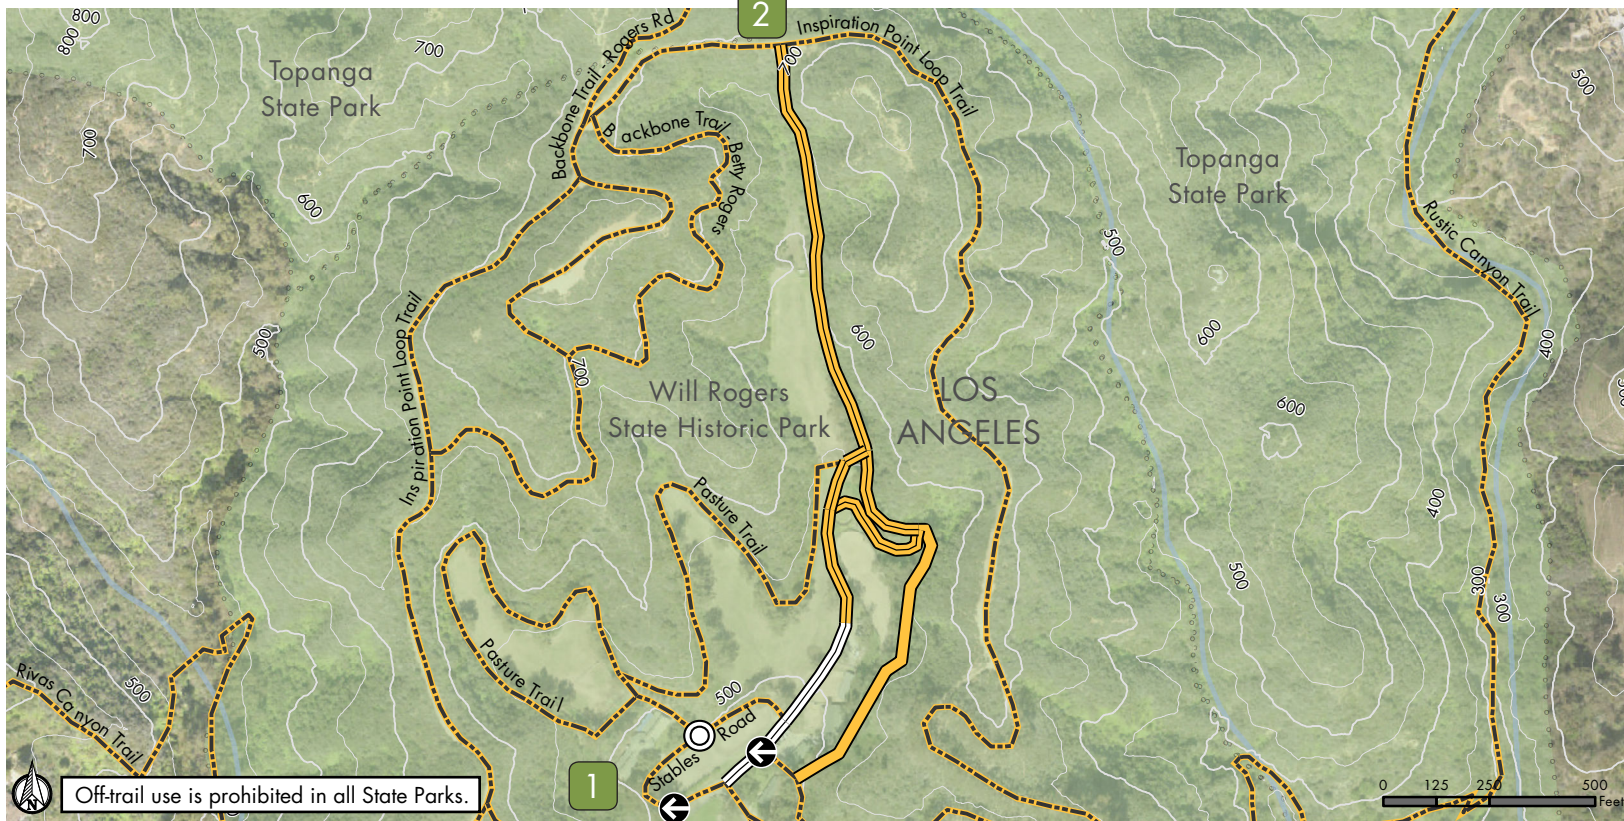 2
800
800
700
Topanga
State Park
Backbone Trail - Rogers Rd
700
Inspiration Point Loop Trail
500
700
Backbone Trail - Betty Rogers
Topanga
State Park
600
Rustic Canyon Trail
500
Inspiration Point Loop Trail
500
600
600
400
700
Will Rogers
State Historic Park
LOS
ANGELES
600
Pasture Trail
400
500
300
300
Pasture Trail
Rivas Canyon Trail
500
500
Stables Road
1
N
Off-trail use is prohibited in all State Parks.
0 125 250 500
Feet